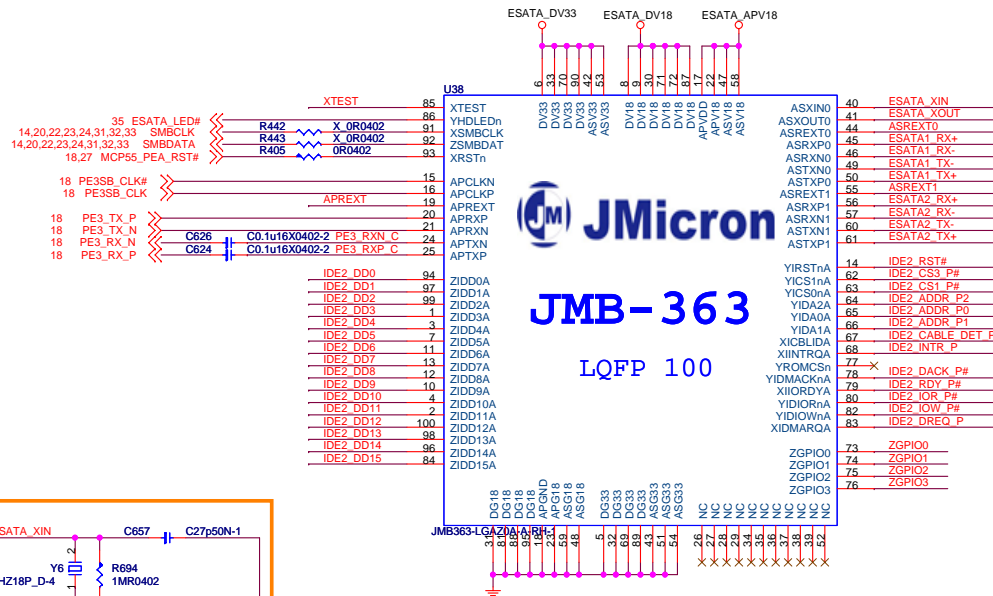 ESATA_DV33 ESATA_DV18 ESATA_APV18
6 33 70 90 42 53 8 9 30 71 72 87 17 22 47 58
U38
DV33 DV33 DV33 DV33 ASV33 ASV33 DV18 DV18 DV18 DV18 DV18 DV18 APVDD APV18 ASV18 ASV18
XTEST 85 XTEST
35 ESATA_LED# 86 YHDLEDn
14,20,22,23,24,31,32,33 SMBCLK R442 X_0R0402 91 XSMBCLK
14,20,22,23,24,31,32,33 SMBDATA R443 X_0R0402 92 ZSMBDAT
18,27 MCP55_PEA_RST# R405 0R0402 93 XRSTn
18 PE3SB_CLK# 15 APCLKN
18 PE3SB_CLK 16 APCLKP
APREXT 19 APREXT
18 PE3_TX_P 20 APRXP
18 PE3_TX_N 21 APRXN
18 PE3_RX_N C626 C0.1u16X0402-2 PE3_RXN_C 24 APTXN
18 PE3_RX_P C624 C0.1u16X0402-2 PE3_RXP_C 25 APTXP
IDE2_DD0 94 ZIDD0A
IDE2_DD1 97 ZIDD1A
IDE2_DD2 99 ZIDD2A
IDE2_DD3 1 ZIDD3A
IDE2_DD4 3 ZIDD4A
IDE2_DD5 7 ZIDD5A
IDE2_DD6 11 ZIDD6A
IDE2_DD7 13 ZIDD7A
IDE2_DD8 12 ZIDD8A
IDE2_DD9 10 ZIDD9A
IDE2_DD10 4 ZIDD10A
IDE2_DD11 2 ZIDD11A
IDE2_DD12 100 ZIDD12A
IDE2_DD13 98 ZIDD13A
IDE2_DD14 96 ZIDD14A
IDE2_DD15 84 ZIDD15A
JM JMicron
JMB-363
LQFP 100
ASXIN0 40 ESATA_XIN
ASXOUT0 41 ESATA_XOUT
ASREXT0 44 ASREXT0
ASRXP0 45 ESATA1_RX+
ASRXN0 46 ESATA1_RX-
ASTXN0 49 ESATA1_TX-
ASTXP0 50 ESATA1_TX+
ASREXT1 55 ASREXT1
ASRXP1 56 ESATA2_RX+
ASRXN1 57 ESATA2_RX-
ASTXN1 60 ESATA2_TX-
ASTXP1 61 ESATA2_TX+
YIRSTnA 14 IDE2_RST#
YICS1nA 62 IDE2_CS3_P#
YICS0nA 63 IDE2_CS1_P#
YIDA2A 64 IDE2_ADDR_P2
YIDA0A 65 IDE2_ADDR_P0
YIDA1A 66 IDE2_ADDR_P1
XICBLIDA 67 IDE2_CABLE_DET_P
XIINTRQA 68 IDE2_INTR_P
YROMCSn 77
YIDMACKnA 78 IDE2_DACK_P#
XIIORDYA 79 IDE2_RDY_P#
YIDIORnA 80 IDE2_IOR_P#
YIDIOWnA 82 IDE2_IOW_P#
XIDMARQA 83 IDE2_DREQ_P
ZGPIO0 73 ZGPIO0
ZGPIO1 74 ZGPIO1
ZGPIO2 75 ZGPIO2
ZGPIO3 76 ZGPIO3
DG18 DG18 DG18 DG18 APGND APG18 ASG18 ASG18 DG33 DG33 DG33 DG33 ASG33 ASG33 ASG33 NC NC NC NC NC NC NC NC NC NC NC
JMB363-LGAZ0A-A-RH-1
31 81 88 95 18 23 59 48 5 32 69 89 43 51 54 26 27 28 29 34 35 36 37 38 39 52
SATA_XIN C657 C27p50N-1
2
Y6 R694
HZ18P_D-4 1MR0402
1